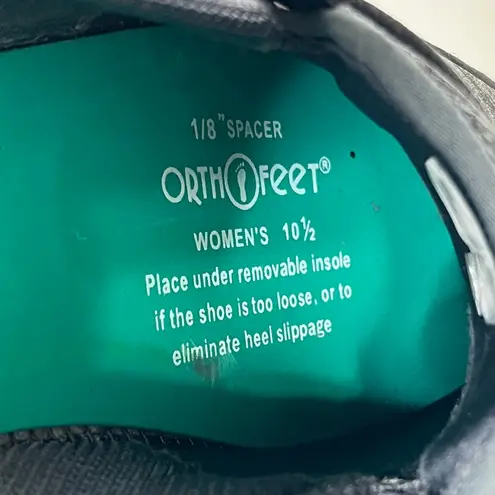 1/8" SPACER
ORTHOFEET®
WOMEN'S 10½
Place under removable insole
if the shoe is too loose, or to
eliminate heel slippage